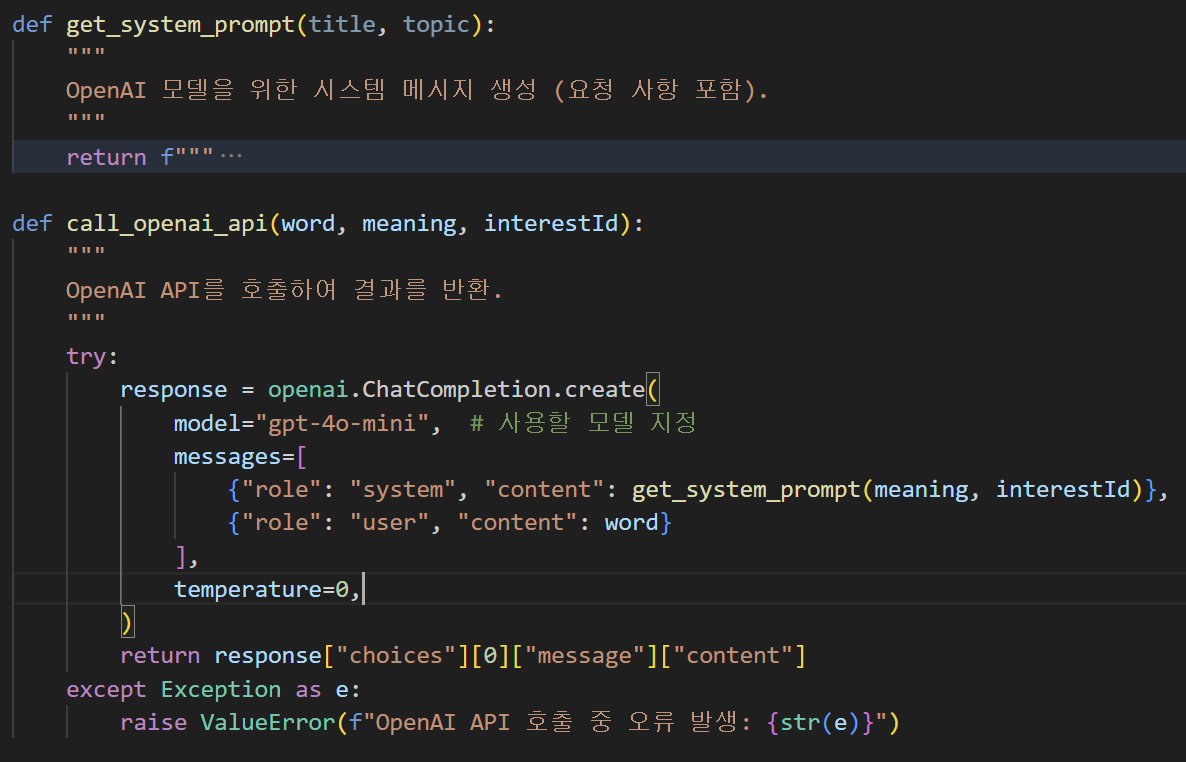 def get_system_prompt(title, topic):
    """
    OpenAI 모델을 위한 시스템 메시지 생성 (요청 사항 포함).
    """
    return f"""…
def call_openai_api(word, meaning, interestId):
    """
    OpenAI API를 호출하여 결과를 반환.
    """
    try:
        response = openai.ChatCompletion.create(
            model="gpt-4o-mini",  # 사용할 모델 지정
            messages=[
                {"role": "system", "content": get_system_prompt(meaning, interestId)},
                {"role": "user", "content": word}
            ],
            temperature=0,
        )
        return response["choices"][0]["message"]["content"]
    except Exception as e:
        raise ValueError(f"OpenAI API 호출 중 오류 발생: {str(e)}")